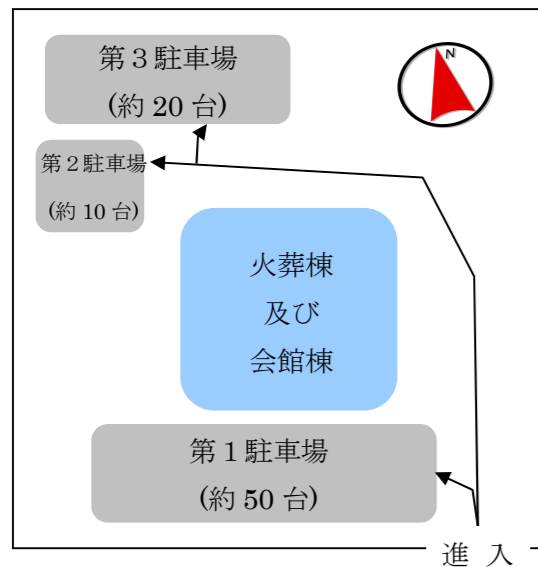 第３駐車場
(約 20 台)
N
第２駐車場
(約 10 台)
火葬棟
及び
会館棟
第１駐車場
(約 50 台)
進 入